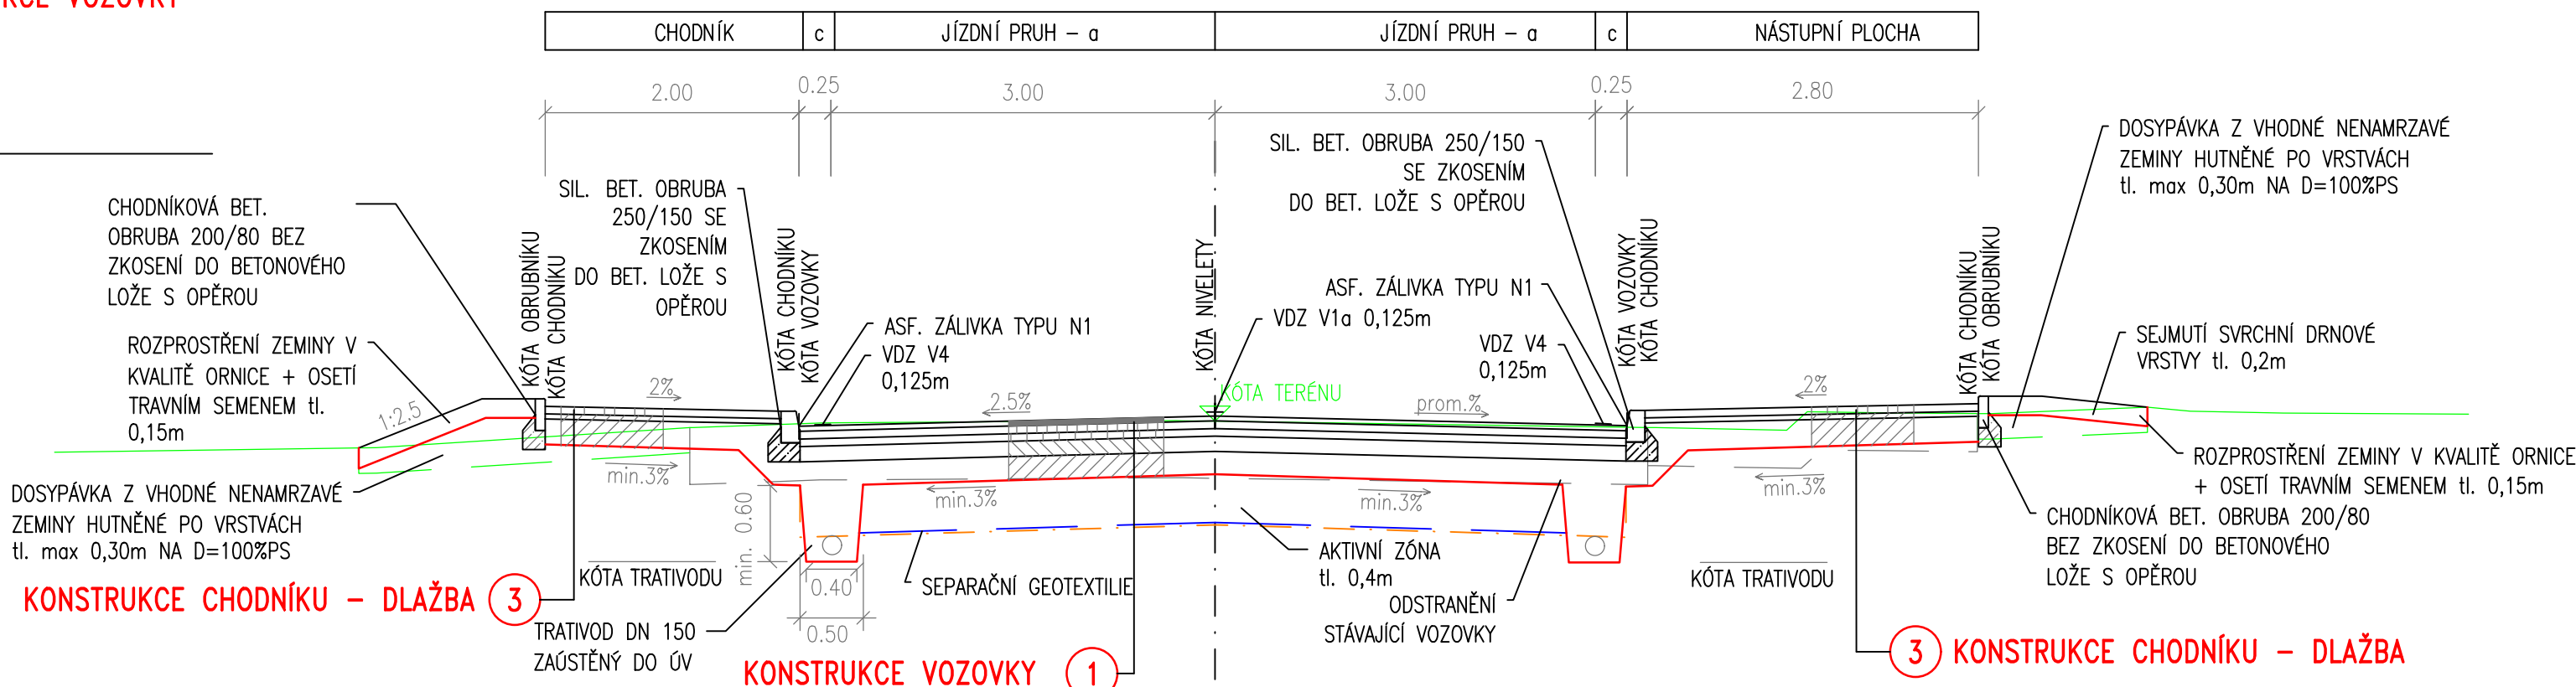 CHODNÍK
c
JÍZDNÍ PRUH – a
JÍZDNÍ PRUH – a
c
NÁSTUPNÍ PLOCHA
2.00
0.25
3.00
3.00
0.25
2.80
CHODNÍKOVÁ BET.
OBRUBA 200/80 BEZ
ZKOSENÍ DO BETONOVÉHO
LOŽE S OPĚROU
ROZPROSTŘENÍ ZEMINY V
KVALITĚ ORNICE + OSETÍ
TRAVNÍM SEMENEM tl.
0,15m
1:2.5
DOSYPÁVKA Z VHODNÉ NENAMRZAVÉ
ZEMINY HUTNĚNÉ PO VRSTVÁCH
tl. max 0,30m NA D=100%PS
KONSTRUKCE CHODNÍKU – DLAŽBA 3
KÓTA OBRUBNÍKU
KÓTA CHODNÍKU
SIL. BET. OBRUBA
250/150 SE
ZKOSENÍM
DO BET. LOŽE S
OPĚROU
KÓTA CHODNÍKU
KÓTA VOZOVKY
ASF. ZÁLIVKA TYPU N1
VDZ V4
0,125m
2%
2.5%
min.3%
min.3%
min. 0.60
0.40
0.50
KÓTA TRATIVODU
TRATIVOD DN 150
ZAÚSTĚNÝ DO ÚV
SEPARAČNÍ GEOTEXTILIE
KONSTRUKCE VOZOVKY 1
KÓTA NIVELETY
KÓTA TERÉNU
SIL. BET. OBRUBA 250/150
SE ZKOSENÍM
DO BET. LOŽE S OPĚROU
ASF. ZÁLIVKA TYPU N1
VDZ V1a 0,125m
VDZ V4
0,125m
prom.%
min.3%
AKTIVNÍ ZÓNA
tl. 0,4m
ODSTRANĚNÍ
STÁVAJÍCÍ VOZOVKY
KÓTA VOZOVKY
KÓTA CHODNÍKU
2%
min.3%
KÓTA TRATIVODU
KÓTA CHODNÍKU
KÓTA OBRUBNÍKU
DOSYPÁVKA Z VHODNÉ NENAMRZAVÉ
ZEMINY HUTNĚNÉ PO VRSTVÁCH
tl. max 0,30m NA D=100%PS
SEJMUTÍ SVRCHNÍ DRNOVÉ
VRSTVY tl. 0,2m
ROZPROSTŘENÍ ZEMINY V KVALITĚ ORNICE
+ OSETÍ TRAVNÍM SEMENEM tl. 0,15m
CHODNÍKOVÁ BET. OBRUBA 200/80
BEZ ZKOSENÍ DO BETONOVÉHO
LOŽE S OPĚROU
3 KONSTRUKCE CHODNÍKU – DLAŽBA